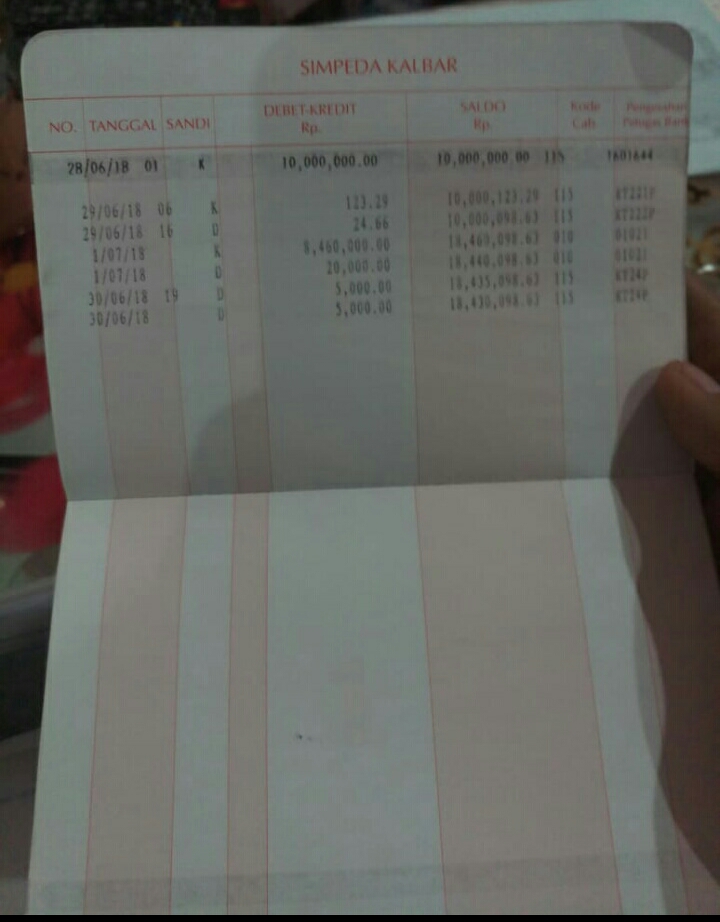 SIMPEDA KALBAR
NO. TANGGAL SANDI DEBET-KREDIT Rp. SALDO Rp. Kode Cab. Pengesahan Petugas Bank
28/06/18 01 K 10,000,000.00 10,000,000.00 115 1601644
29/06/18 06 K 123.29 10,000,123.29 115 RT221P
29/06/18 16 D 24.66 10,000,098.63 115 RT222P
1/07/18 K 8,460,000.00 18,460,098.63 010 01021
1/07/18 D 20,000.00 18,440,098.63 010 01021
30/06/18 19 D 5,000.00 18,435,098.63 115 RT24P
30/06/18 D 5,000.00 18,430,098.63 115 RT24P